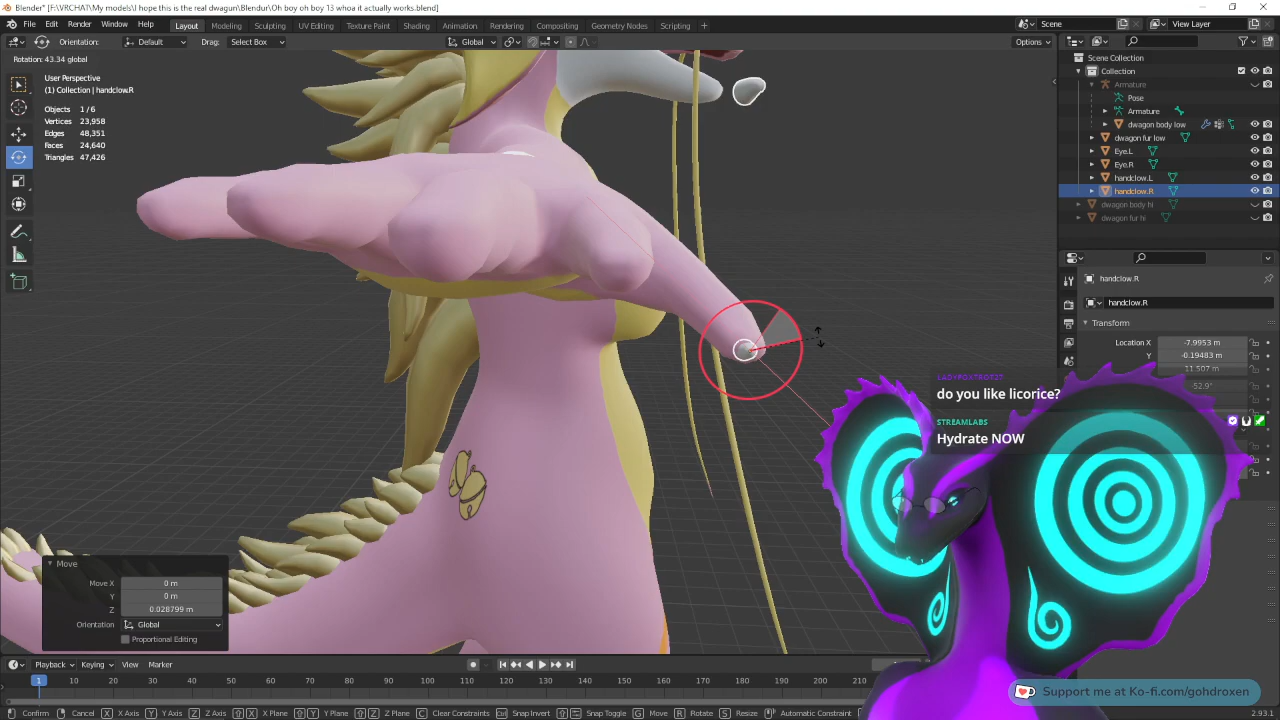 Blender* [F:\VRCHAT\My models\I hope this is the real dwagon\Blendur\Oh boy oh boy 13 whoa it actually works.blend]
File Edit Render Window Help
Layout Modeling Sculpting UV Editing Texture Paint Shading Animation Rendering Compositing Geometry Nodes Scripting +
Scene View Layer
Orientation: Default Drag: Select Box Global Options
Rotation: 43.34 global
User Perspective
(1) Collection | handclow.R
Objects 1/6
Vertices 23,958
Edges 48,351
Faces 24,640
Triangles 47,426
Scene Collection
Collection
Armature
Pose
Armature
dwagon body low
dwagon fur low
Eye.L
Eye.R
handclow.L
handclow.R
dwagon body hi
dwagon fur hi
handclow.R
handclow.R
Transform
Location X -7.9953 m
Y -0.19483 m
11.507 m
-52.9°
LADYFOXTROT27
do you like licorice?
STREAMLABS
Hydrate NOW
Move
Move X 0 m
Y 0 m
Z 0.028799 m
Orientation Global
Proportional Editing
Playback Keying View Marker
1 10 20 30 40 50 60 70 80 90 100 110 120 130 140 150 160 170 180 190 200 210
Support me at Ko-fi.com/gohdroxen
Confirm Cancel X X Axis Y Y Axis Z Z Axis X X Plane Y Y Plane Z Z Plane C Clear Constraints Snap Invert Snap Toggle G Move R Rotate S Resize Automatic Constraint
2.93.1